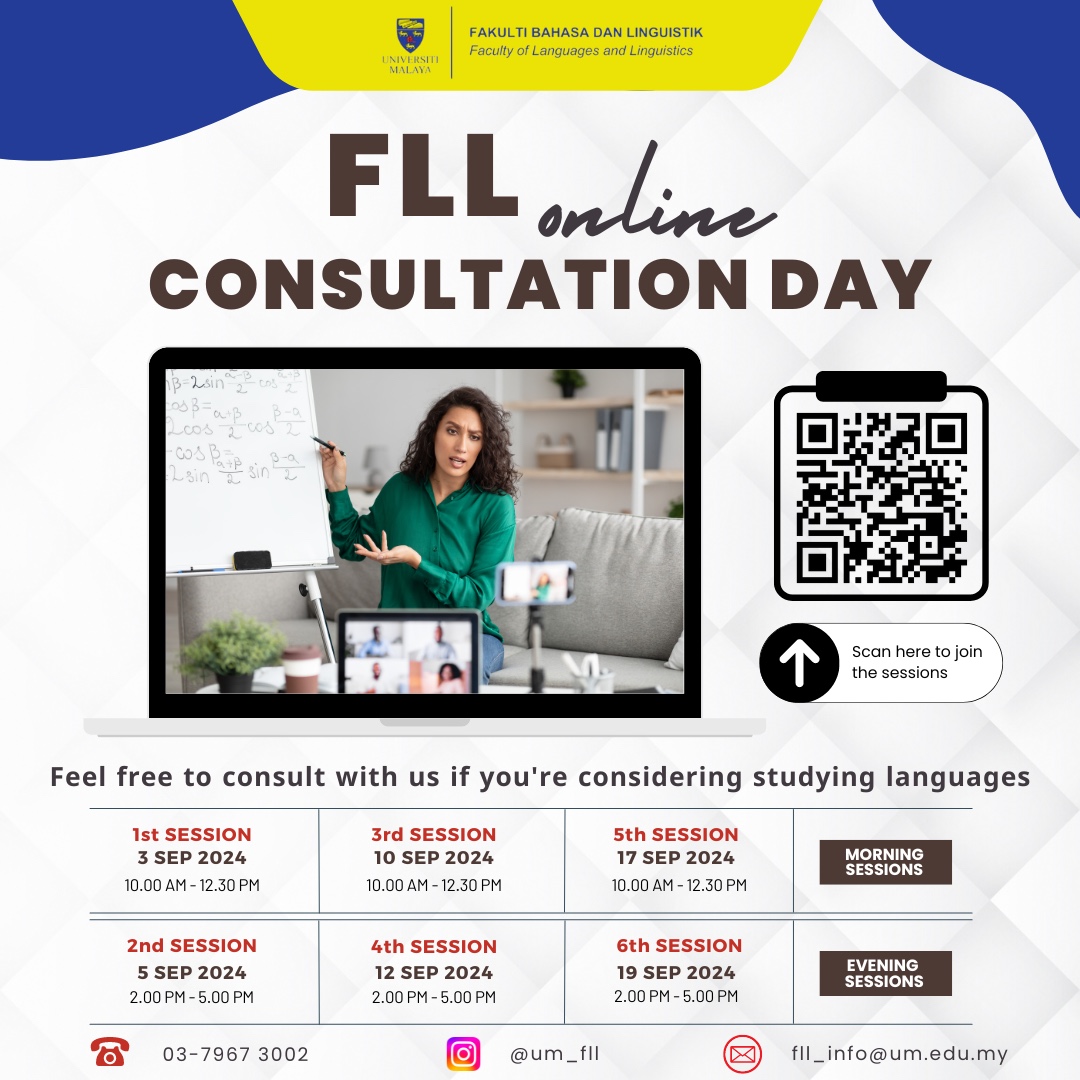 UNIVERSITI
MALAYA
FAKULTI BAHASA DAN LINGUISTIK
Faculty of Languages and Linguistics
FLL online
CONSULTATION DAY
Scan here to join
the sessions
Feel free to consult with us if you're considering studying languages
1st SESSION
3 SEP 2024
10.00 AM - 12.30 PM
3rd SESSION
10 SEP 2024
10.00 AM - 12.30 PM
5th SESSION
17 SEP 2024
10.00 AM - 12.30 PM
MORNING
SESSIONS
2nd SESSION
5 SEP 2024
2.00 PM - 5.00 PM
4th SESSION
12 SEP 2024
2.00 PM - 5.00 PM
6th SESSION
19 SEP 2024
2.00 PM - 5.00 PM
EVENING
SESSIONS
03-7967 3002
@um_fll
fll_info@um.edu.my